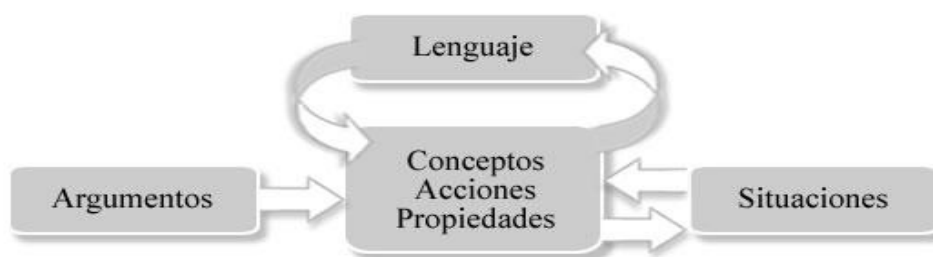 Lenguaje
Conceptos
Acciones
Propiedades
Argumentos
Situaciones